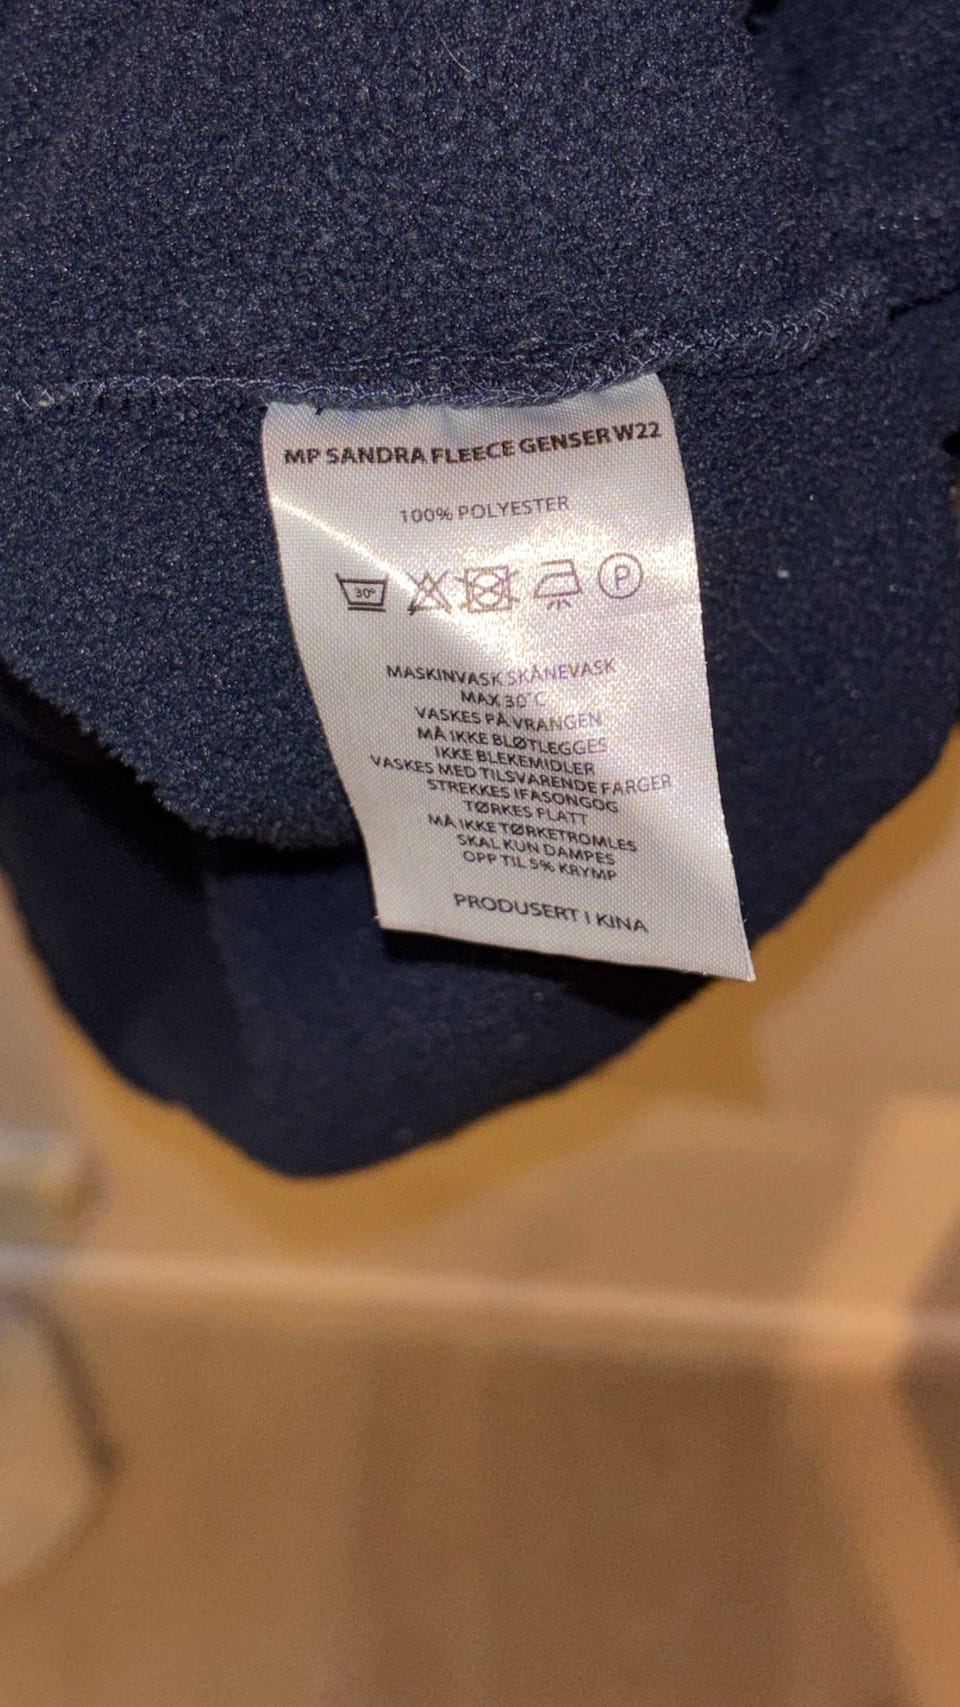 MP SANDRA FLEECE GENSER W22
100% POLYESTER
30° P
MASKINVASK SKÅNEVASK
MAX 30°C
VASKES PÅ VRANGEN
MÅ IKKE BLØTLEGGES
IKKE BLEKEMIDLER
VASKES MED TILSVARENDE FARGER
STREKKES IFASONGOG
TØRKES FLATT
MÅ IKKE TØRKETROMLES
SKAL KUN DAMPES
OPP TIL 5% KRYMP
PRODUSERT I KINA